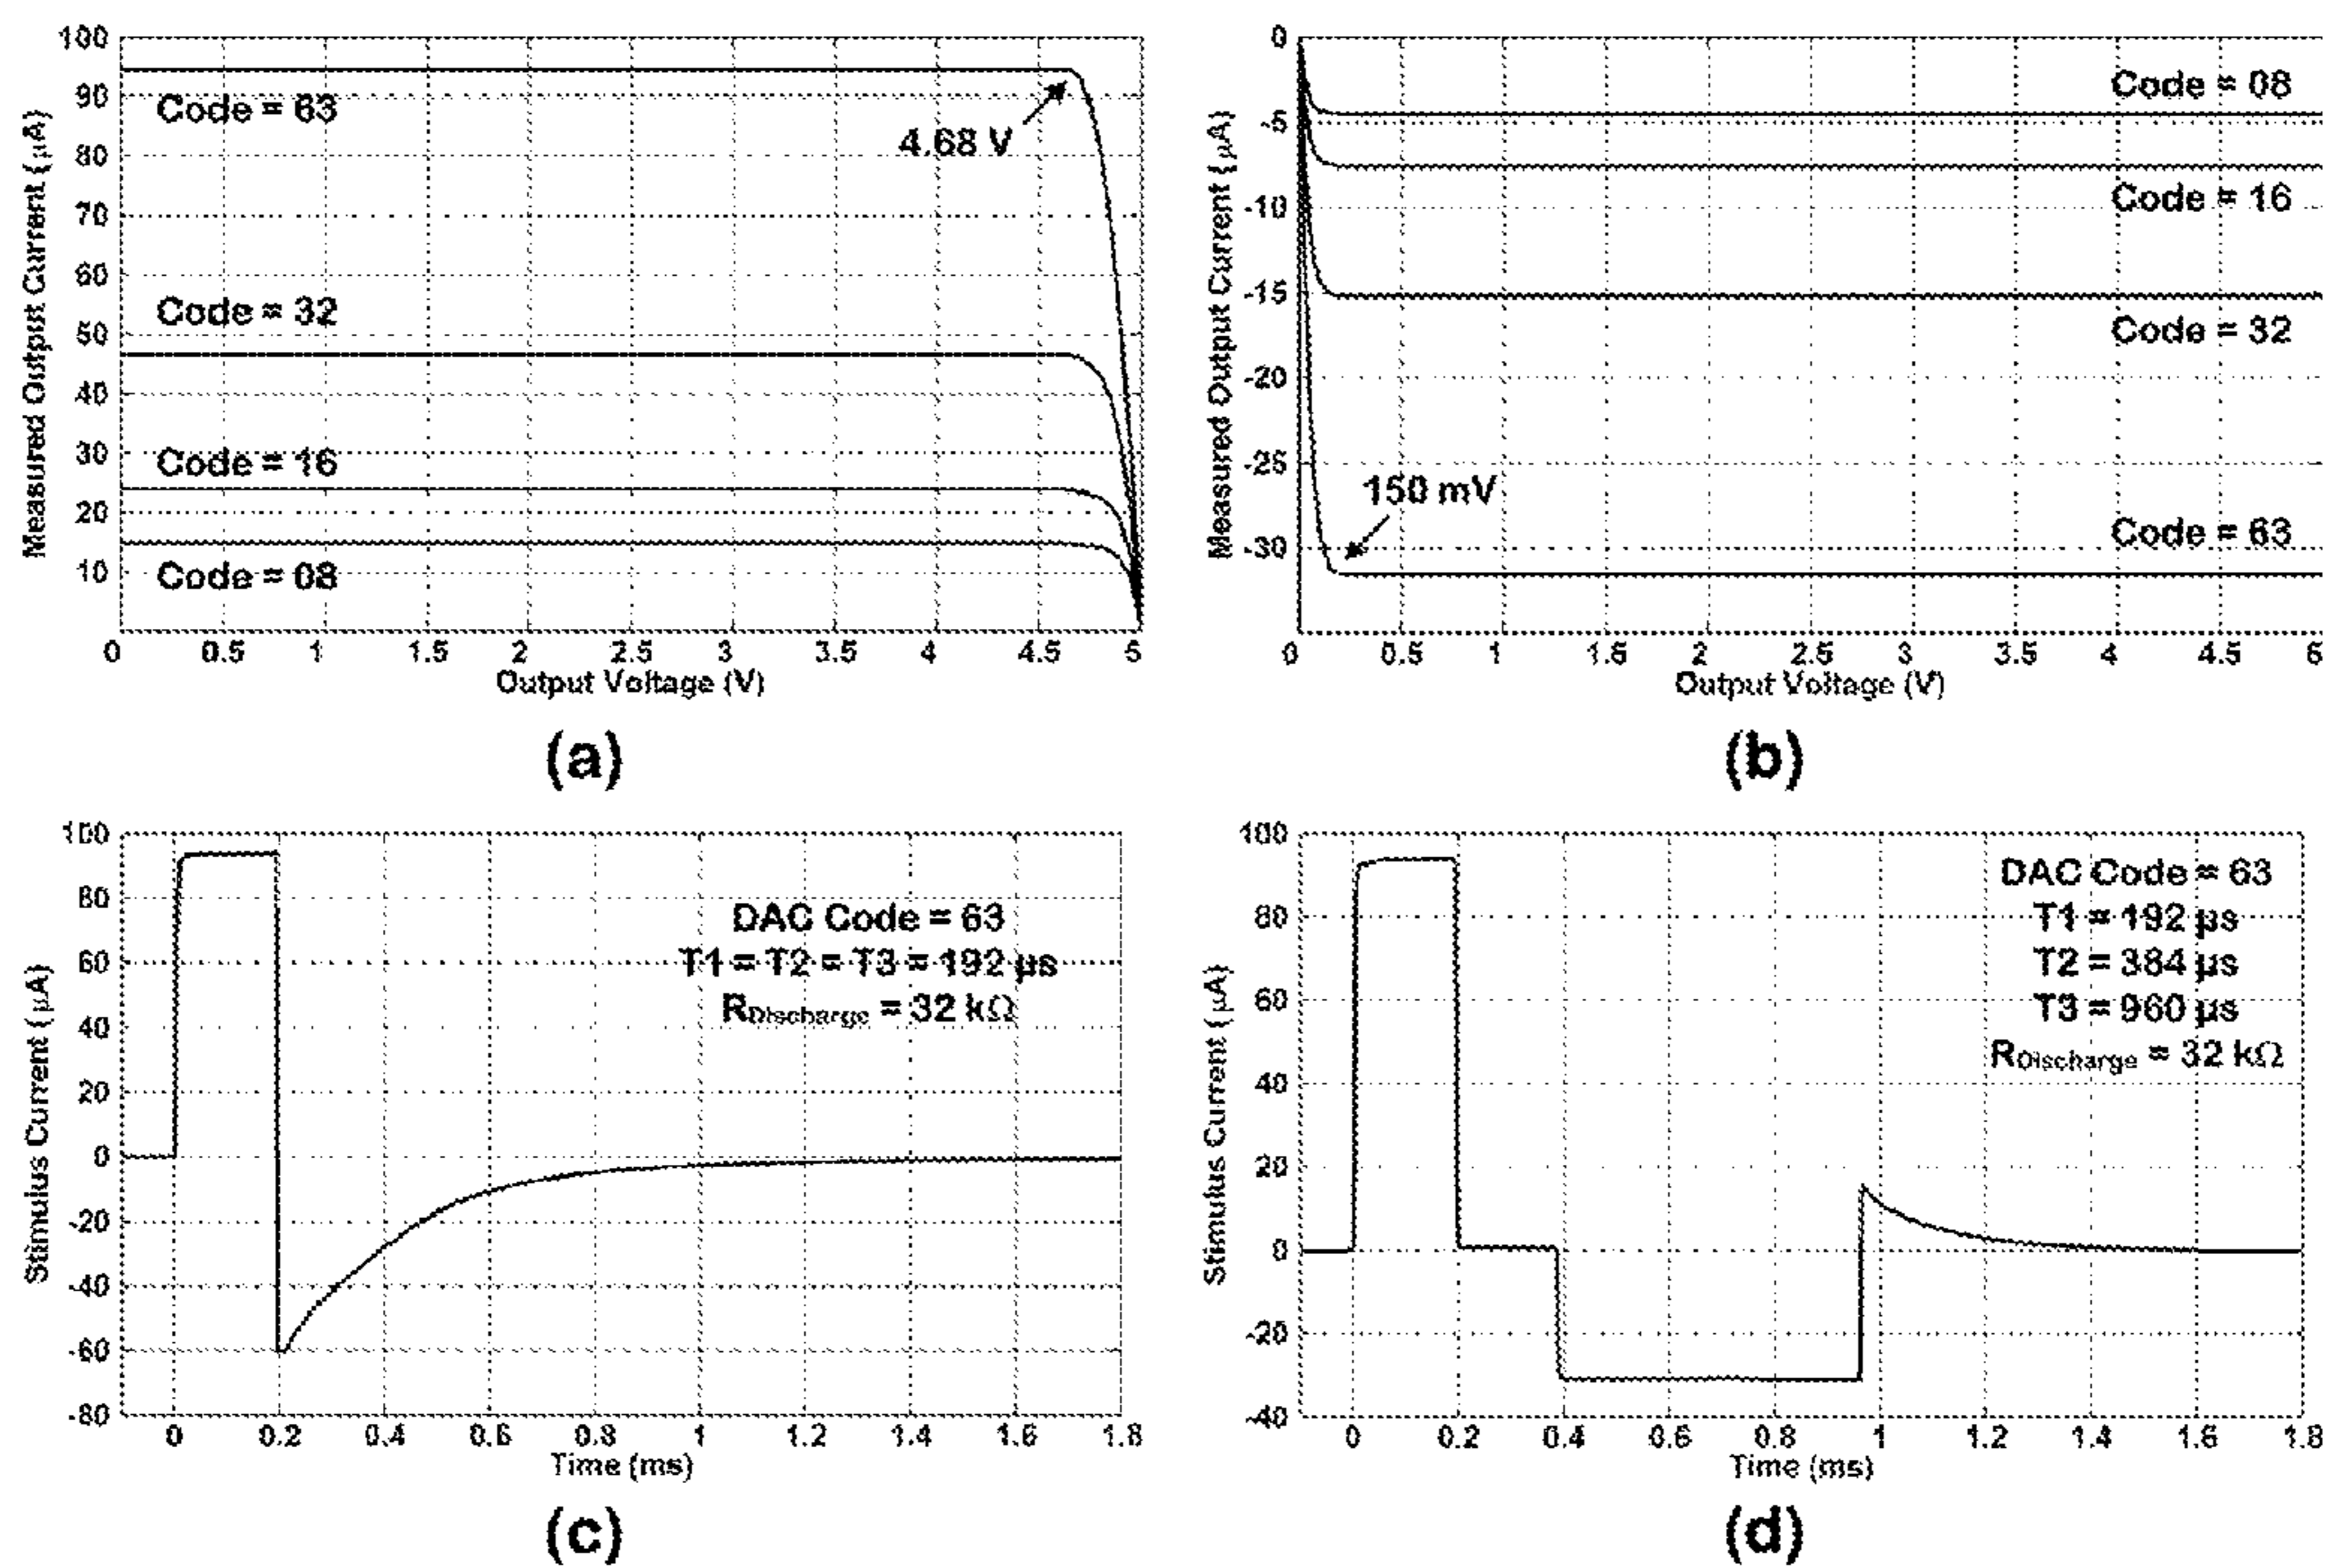 100
90
80
70
60
50
40
30
20
10
Measured Output Current (µA)
Code = 63
4.68 V
Code = 32
Code = 16
Code = 08
0 0.5 1 1.5 2 2.5 3 3.5 4 4.5 5
Output Voltage (V)
(a)
0
-5
-10
-15
-20
-25
-30
Measured Output Current (µA)
Code = 08
Code = 16
Code = 32
150 mV
Code = 63
0 0.5 1 1.5 2 2.5 3 3.5 4 4.5 5
Output Voltage (V)
(b)
100
80
60
40
20
0
-20
-40
-60
-80
Stimulus Current (µA)
DAC Code = 63
T1 = T2 = T3 = 192 µs
RDischarge = 32 kΩ
0 0.2 0.4 0.6 0.8 1 1.2 1.4 1.6 1.8
Time (ms)
(c)
100
80
60
40
20
0
-20
-40
Stimulus Current (µA)
DAC Code = 63
T1 = 192 µs
T2 = 384 µs
T3 = 960 µs
RDischarge = 32 kΩ
0 0.2 0.4 0.6 0.8 1 1.2 1.4 1.6 1.8
Time (ms)
(d)